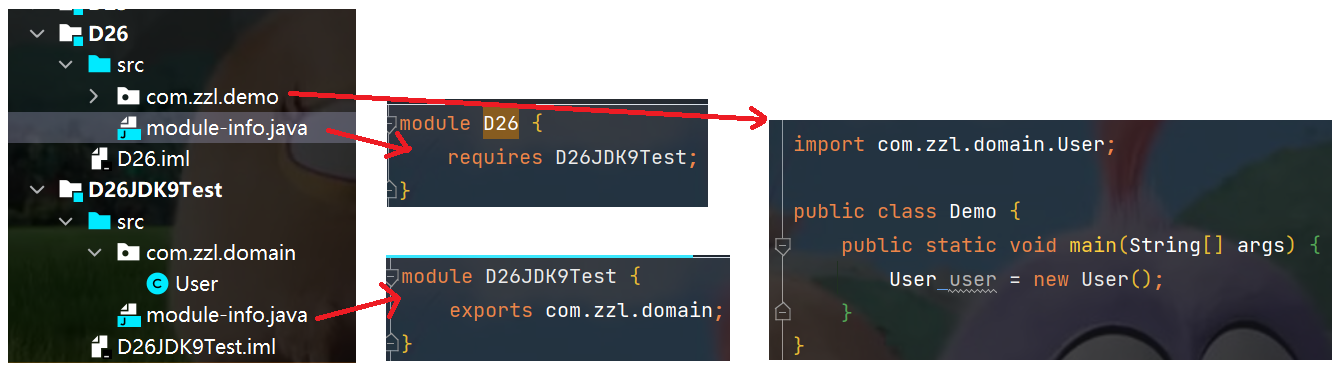 D26
src
com.zzl.demo
module-info.java
D26.iml
D26JDK9Test
src
com.zzl.domain
C User
module-info.java
D26JDK9Test.iml
module D26 {
requires D26JDK9Test;
}
module D26JDK9Test {
exports com.zzl.domain;
}
import com.zzl.domain.User;
public class Demo {
public static void main(String[] args) {
User user = new User();
}
}